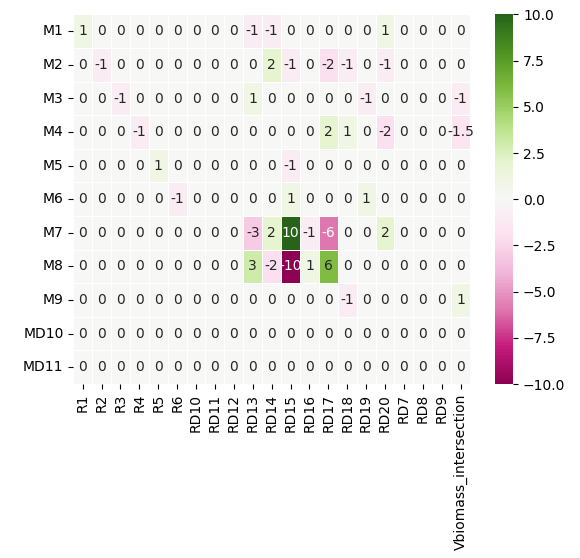 M1 1 0 0 0 0 0 0 0 0 -1 -1 0 0 0 0 0 1 0 0 0 0
M2 0 -1 0 0 0 0 0 0 0 0 2 -1 0 -2 -1 0 -1 0 0 0 0
M3 0 0 -1 0 0 0 0 0 0 1 0 0 0 0 0 -1 0 0 0 0 -1
M4 0 0 0 -1 0 0 0 0 0 0 0 0 0 2 1 0 -2 0 0 0 -1.5
M5 0 0 0 0 1 0 0 0 0 0 0 -1 0 0 0 0 0 0 0 0 0
M6 0 0 0 0 0 -1 0 0 0 0 0 1 0 0 0 1 0 0 0 0 0
M7 0 0 0 0 0 0 0 0 0 -3 2 10 -1 -6 0 0 2 0 0 0 0
M8 0 0 0 0 0 0 0 0 0 3 -2 -10 1 6 0 0 0 0 0 0 0
M9 0 0 0 0 0 0 0 0 0 0 0 0 0 0 -1 0 0 0 0 0 1
MD10 0 0 0 0 0 0 0 0 0 0 0 0 0 0 0 0 0 0 0 0 0
MD11 0 0 0 0 0 0 0 0 0 0 0 0 0 0 0 0 0 0 0 0 0
R1
R2
R3
R4
R5
R6
RD10
RD11
RD12
RD13
RD14
RD15
RD16
RD17
RD18
RD19
RD20
RD7
RD8
RD9
Vbiomass_intersection
10.0
7.5
5.0
2.5
0.0
−2.5
−5.0
−7.5
−10.0